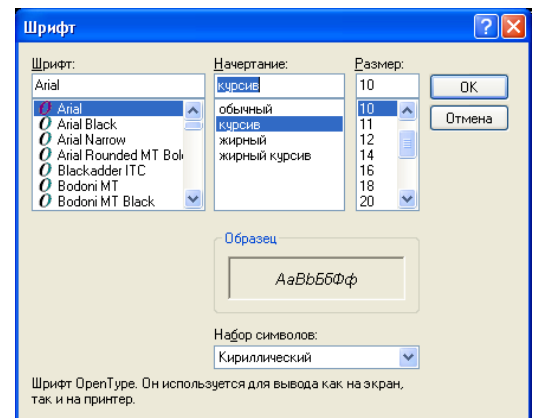 Шрифт
Шрифт:
Начертание:
Размер:
Arial
курсив
10
OK
Arial
Arial Black
Arial Narrow
Arial Rounded MT Bol
Blackadder ITC
Bodoni MT
Bodoni MT Black
обычный
курсив
жирный
жирный курсив
10
11
12
14
16
18
20
Отмена
Образец
АаBbБбФф
Набор символов:
Кириллический
Шрифт OpenType. Он используется для вывода как на экран,
так и на принтер.